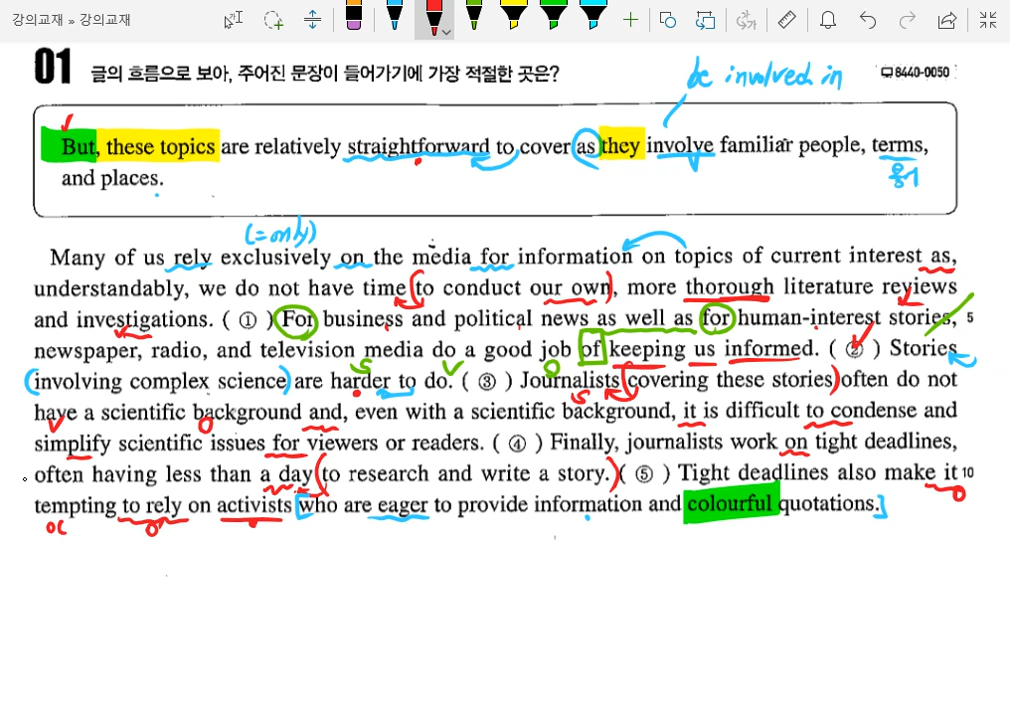 강의교재 » 강의교재
01 글의 흐름으로 보아, 주어진 문장이 들어가기에 가장 적절한 곳은?
be involved in
8440-0050
But, these topics are relatively straightforward to cover as they involve familiar people, terms,
and places.
용어
(=only)
Many of us rely exclusively on the media for information on topics of current interest as,
understandably, we do not have time to conduct our own, more thorough literature reviews
and investigations. ( ① ) For business and political news as well as for human-interest stories, 5
newspaper, radio, and television media do a good job of keeping us informed. ( ② ) Stories
S V O
involving complex science are harder to do. ( ③ ) Journalists covering these stories often do not
S
have a scientific background and, even with a scientific background, it is difficult to condense and
V O
simplify scientific issues for viewers or readers. ( ④ ) Finally, journalists work on tight deadlines,
often having less than a day to research and write a story. ( ⑤ ) Tight deadlines also make it 10
O
tempting to rely on activists who are eager to provide information and colourful quotations.
OC O